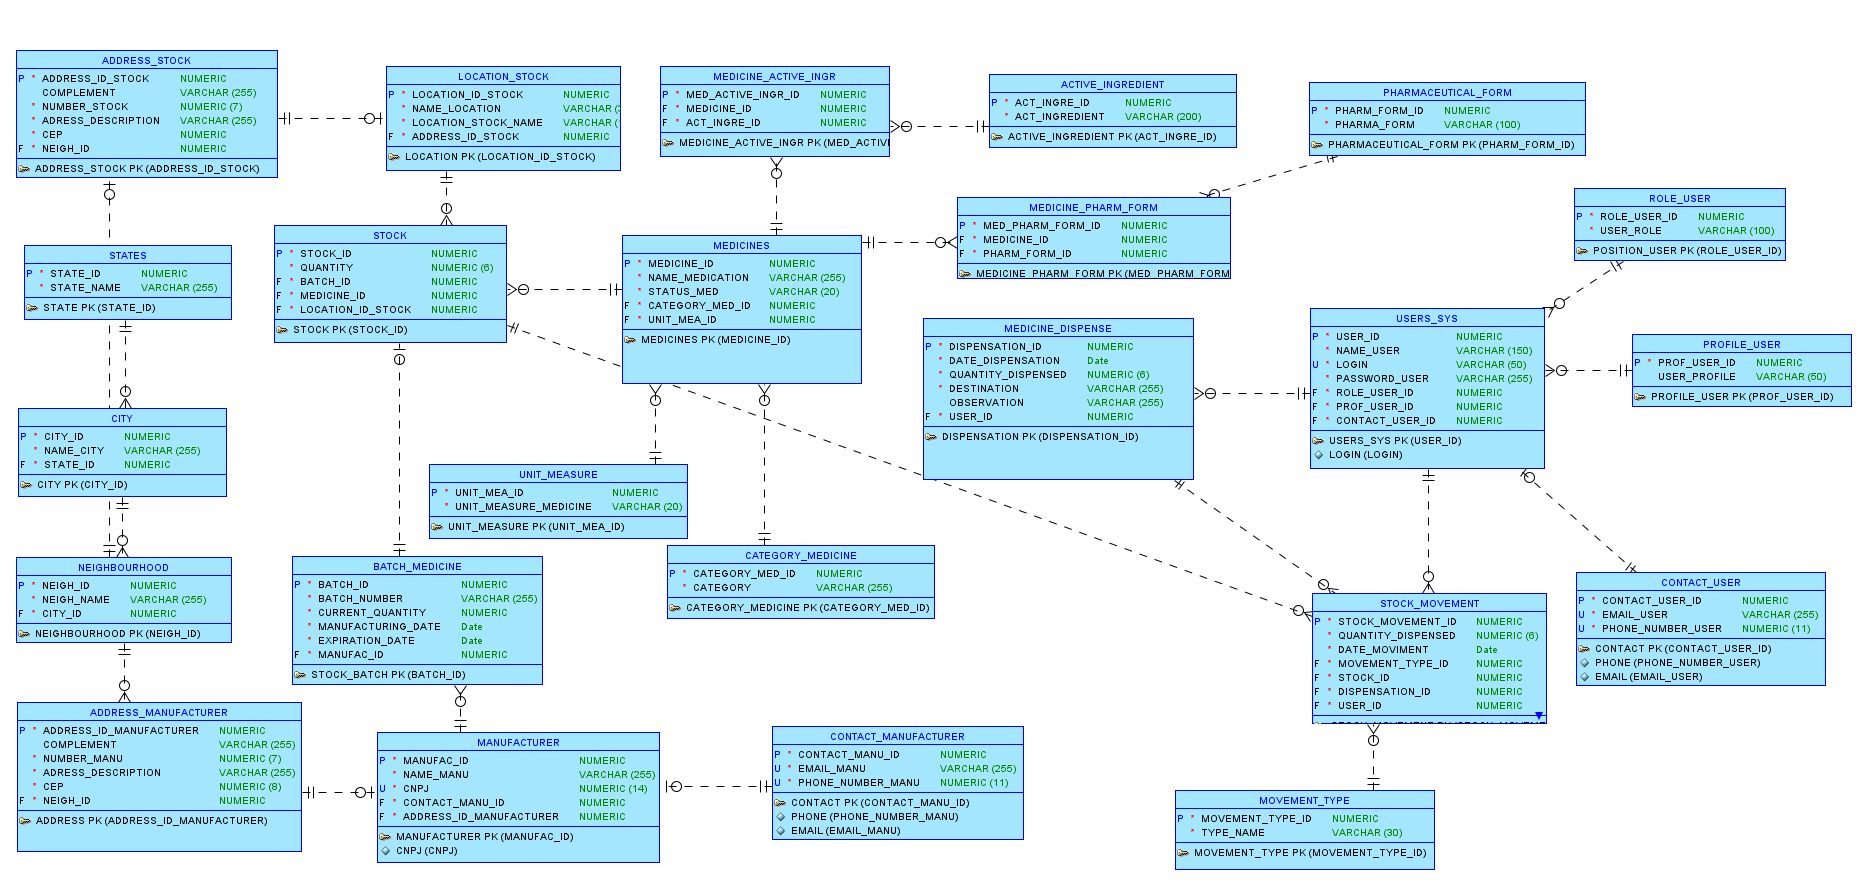 ADDRESS_STOCK
P * ADDRESS_ID_STOCK NUMERIC
COMPLEMENT VARCHAR (255)
* NUMBER_STOCK NUMERIC (7)
* ADRESS_DESCRIPTION VARCHAR (255)
* CEP NUMERIC
F * NEIGH_ID NUMERIC
ADDRESS_STOCK PK (ADDRESS_ID_STOCK)
LOCATION_STOCK
P * LOCATION_ID_STOCK NUMERIC
* NAME_LOCATION VARCHAR
* LOCATION_STOCK_NAME VARCHAR
F * ADDRESS_ID_STOCK NUMERIC
LOCATION PK (LOCATION_ID_STOCK)
MEDICINE_ACTIVE_INGR
P * MED_ACTIVE_INGR_ID NUMERIC
F * MEDICINE_ID NUMERIC
F * ACT_INGRE_ID NUMERIC
MEDICINE_ACTIVE_INGR PK (MED_ACTIVI
ACTIVE_INGREDIENT
P * ACT_INGRE_ID NUMERIC
* ACT_INGREDIENT VARCHAR (200)
ACTIVE_INGREDIENT PK (ACT_INGRE_ID)
PHARMACEUTICAL_FORM
P * PHARM_FORM_ID NUMERIC
* PHARMA_FORM VARCHAR (100)
PHARMACEUTICAL_FORM PK (PHARM_FORM_ID)
MEDICINE_PHARM_FORM
P * MED_PHARM_FORM_ID NUMERIC
F * MEDICINE_ID NUMERIC
F * PHARM_FORM_ID NUMERIC
MEDICINE_PHARM_FORM PK (MED_PHARM_FORM
ROLE_USER
P * ROLE_USER_ID NUMERIC
* USER_ROLE VARCHAR (100)
POSITION_USER PK (ROLE_USER_ID)
STATES
P * STATE_ID NUMERIC
* STATE_NAME VARCHAR (255)
STATE PK (STATE_ID)
STOCK
P * STOCK_ID NUMERIC
* QUANTITY NUMERIC (6)
F * BATCH_ID NUMERIC
F * MEDICINE_ID NUMERIC
F * LOCATION_ID_STOCK NUMERIC
STOCK PK (STOCK_ID)
MEDICINES
P * MEDICINE_ID NUMERIC
* NAME_MEDICATION VARCHAR (255)
* STATUS_MED VARCHAR (20)
F * CATEGORY_MED_ID NUMERIC
F * UNIT_MEA_ID NUMERIC
MEDICINES PK (MEDICINE_ID)
MEDICINE_DISPENSE
P * DISPENSATION_ID NUMERIC
* DATE_DISPENSATION Date
* QUANTITY_DISPENSED NUMERIC (6)
* DESTINATION VARCHAR (255)
OBSERVATION VARCHAR (255)
F * USER_ID NUMERIC
DISPENSATION PK (DISPENSATION_ID)
USERS_SYS
P * USER_ID NUMERIC
* NAME_USER VARCHAR (150)
U * LOGIN VARCHAR (50)
* PASSWORD_USER VARCHAR (255)
F * ROLE_USER_ID NUMERIC
F * PROF_USER_ID NUMERIC
F * CONTACT_USER_ID NUMERIC
USERS_SYS PK (USER_ID)
LOGIN (LOGIN)
PROFILE_USER
P * PROF_USER_ID NUMERIC
USER_PROFILE VARCHAR (50)
PROFILE_USER PK (PROF_USER_ID)
CITY
P * CITY_ID NUMERIC
* NAME_CITY VARCHAR (255)
F * STATE_ID NUMERIC
CITY PK (CITY_ID)
UNIT_MEASURE
P * UNIT_MEA_ID NUMERIC
* UNIT_MEASURE_MEDICINE VARCHAR (20)
UNIT_MEASURE PK (UNIT_MEA_ID)
CATEGORY_MEDICINE
P * CATEGORY_MED_ID NUMERIC
* CATEGORY VARCHAR (255)
CATEGORY_MEDICINE PK (CATEGORY_MED_ID)
NEIGHBOURHOOD
P * NEIGH_ID NUMERIC
* NEIGH_NAME VARCHAR (255)
F * CITY_ID NUMERIC
NEIGHBOURHOOD PK (NEIGH_ID)
BATCH_MEDICINE
P * BATCH_ID NUMERIC
* BATCH_NUMBER VARCHAR (255)
* CURRENT_QUANTITY NUMERIC
* MANUFACTURING_DATE Date
* EXPIRATION_DATE Date
F * MANUFAC_ID NUMERIC
STOCK_BATCH PK (BATCH_ID)
STOCK_MOVEMENT
P * STOCK_MOVEMENT_ID NUMERIC
* QUANTITY_DISPENSED NUMERIC (6)
* DATE_MOVIMENT Date
F * MOVEMENT_TYPE_ID NUMERIC
F * STOCK_ID NUMERIC
F * DISPENSATION_ID NUMERIC
F * USER_ID NUMERIC
CONTACT_USER
P * CONTACT_USER_ID NUMERIC
U * EMAIL_USER VARCHAR (255)
U * PHONE_NUMBER_USER NUMERIC (11)
CONTACT PK (CONTACT_USER_ID)
PHONE (PHONE_NUMBER_USER)
EMAIL (EMAIL_USER)
ADDRESS_MANUFACTURER
P * ADDRESS_ID_MANUFACTURER NUMERIC
COMPLEMENT VARCHAR (255)
* NUMBER_MANU NUMERIC (7)
* ADRESS_DESCRIPTION VARCHAR (255)
* CEP NUMERIC (8)
F * NEIGH_ID NUMERIC
ADDRESS PK (ADDRESS_ID_MANUFACTURER)
MANUFACTURER
P * MANUFAC_ID NUMERIC
* NAME_MANU VARCHAR (255)
U * CNPJ NUMERIC (14)
F * CONTACT_MANU_ID NUMERIC
F * ADDRESS_ID_MANUFACTURER NUMERIC
MANUFACTURER PK (MANUFAC_ID)
CNPJ (CNPJ)
CONTACT_MANUFACTURER
P * CONTACT_MANU_ID NUMERIC
U * EMAIL_MANU VARCHAR (255)
U * PHONE_NUMBER_MANU NUMERIC (11)
CONTACT PK (CONTACT_MANU_ID)
PHONE (PHONE_NUMBER_MANU)
EMAIL (EMAIL_MANU)
MOVEMENT_TYPE
P * MOVEMENT_TYPE_ID NUMERIC
* TYPE_NAME VARCHAR (30)
MOVEMENT_TYPE PK (MOVEMENT_TYPE_ID)